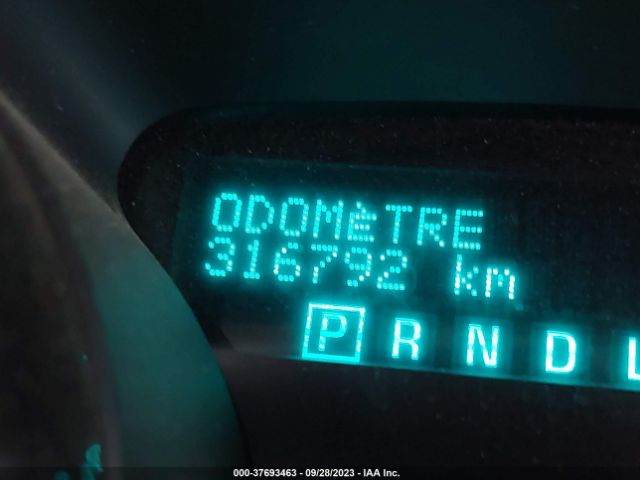 ODOMèTRE
316792 km
P R N D L
000-37693463 - 09/28/2023 - IAA Inc.